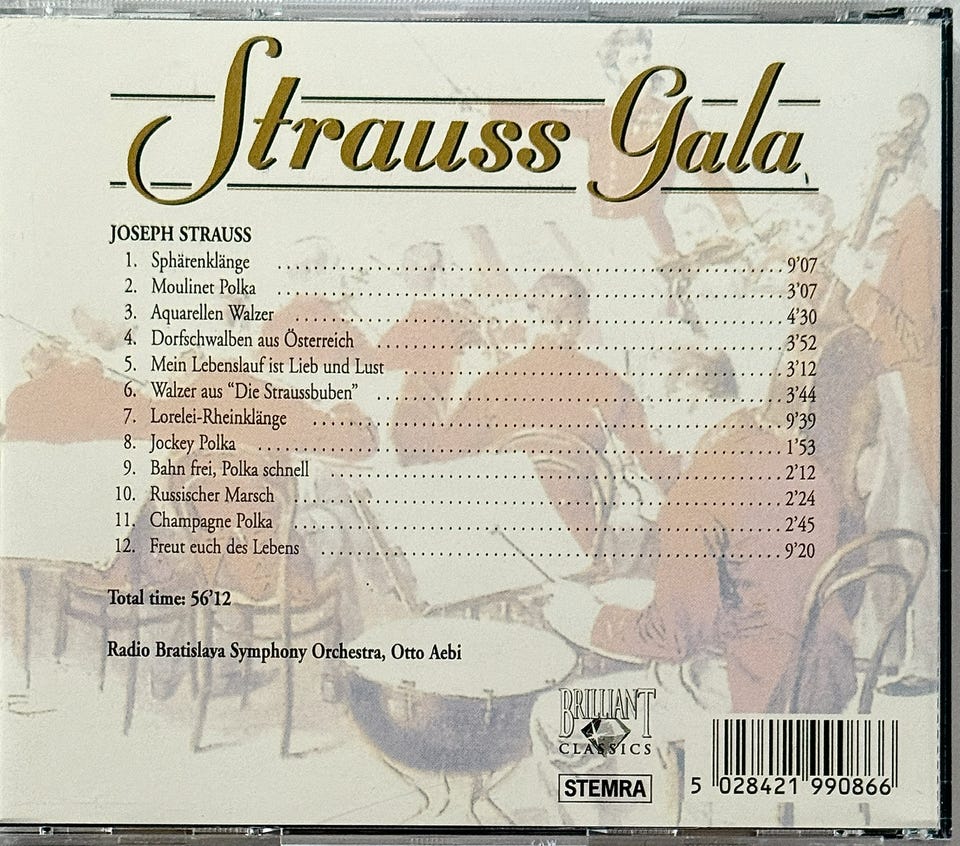 Strauss Gala
JOSEPH STRAUSS
1. Sphärenklänge 9'07
2. Moulinet Polka 3'07
3. Aquarellen Walzer 4'30
4. Dorfschwalben aus Österreich 3'52
5. Mein Lebenslauf ist Lieb und Lust 3'12
6. Walzer aus “Die Straussbuben” 3'44
7. Lorelei-Rheinklänge 9'39
8. Jockey Polka 1'53
9. Bahn frei, Polka schnell 2'12
10. Russischer Marsch 2'24
11. Champagne Polka 2'45
12. Freut euch des Lebens 9'20
Total time: 56'12
Radio Bratislava Symphony Orchestra, Otto Aebi
BRILLIANT
CLASSICS
STEMRA
5 028421 990866